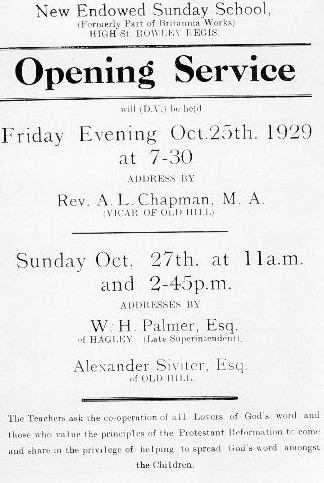 New Endowed Sunday School,
(Formerly Part of Britannia Works)
HIGH St. ROWLEY REGIS.
Opening Service
will (D.V.) be held
Friday Evening Oct.25th. 1929
at 7-30
ADDRESS BY
Rev. A. L. Chapman, M. A.
(VICAR OF OLD HILL)
Sunday Oct. 27th. at 11a.m.
and 2-45p.m.
ADDRESSES BY
W. H. Palmer, Esq.
of HAGLEY (Late Superintendent),
Alexander Siviter, Esq.
of OLD HILL.
The Teachers ask the co-operation of all Lovers of God's word and
those who value the principles of the Protestant Reformation to come
and share in the privilege of helping to spread God's word amongst
the Children.